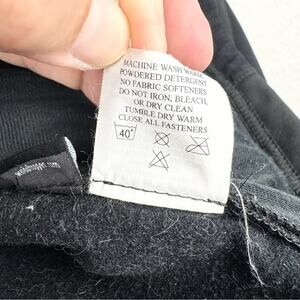 MACHINE WASH WARM
POWDERED DETERGENT
NO FABRIC SOFTENERS
DO NOT IRON, BLEACH,
OR DRY CLEAN
TUMBLE DRY WARM
CLOSE ALL FASTENERS
40°